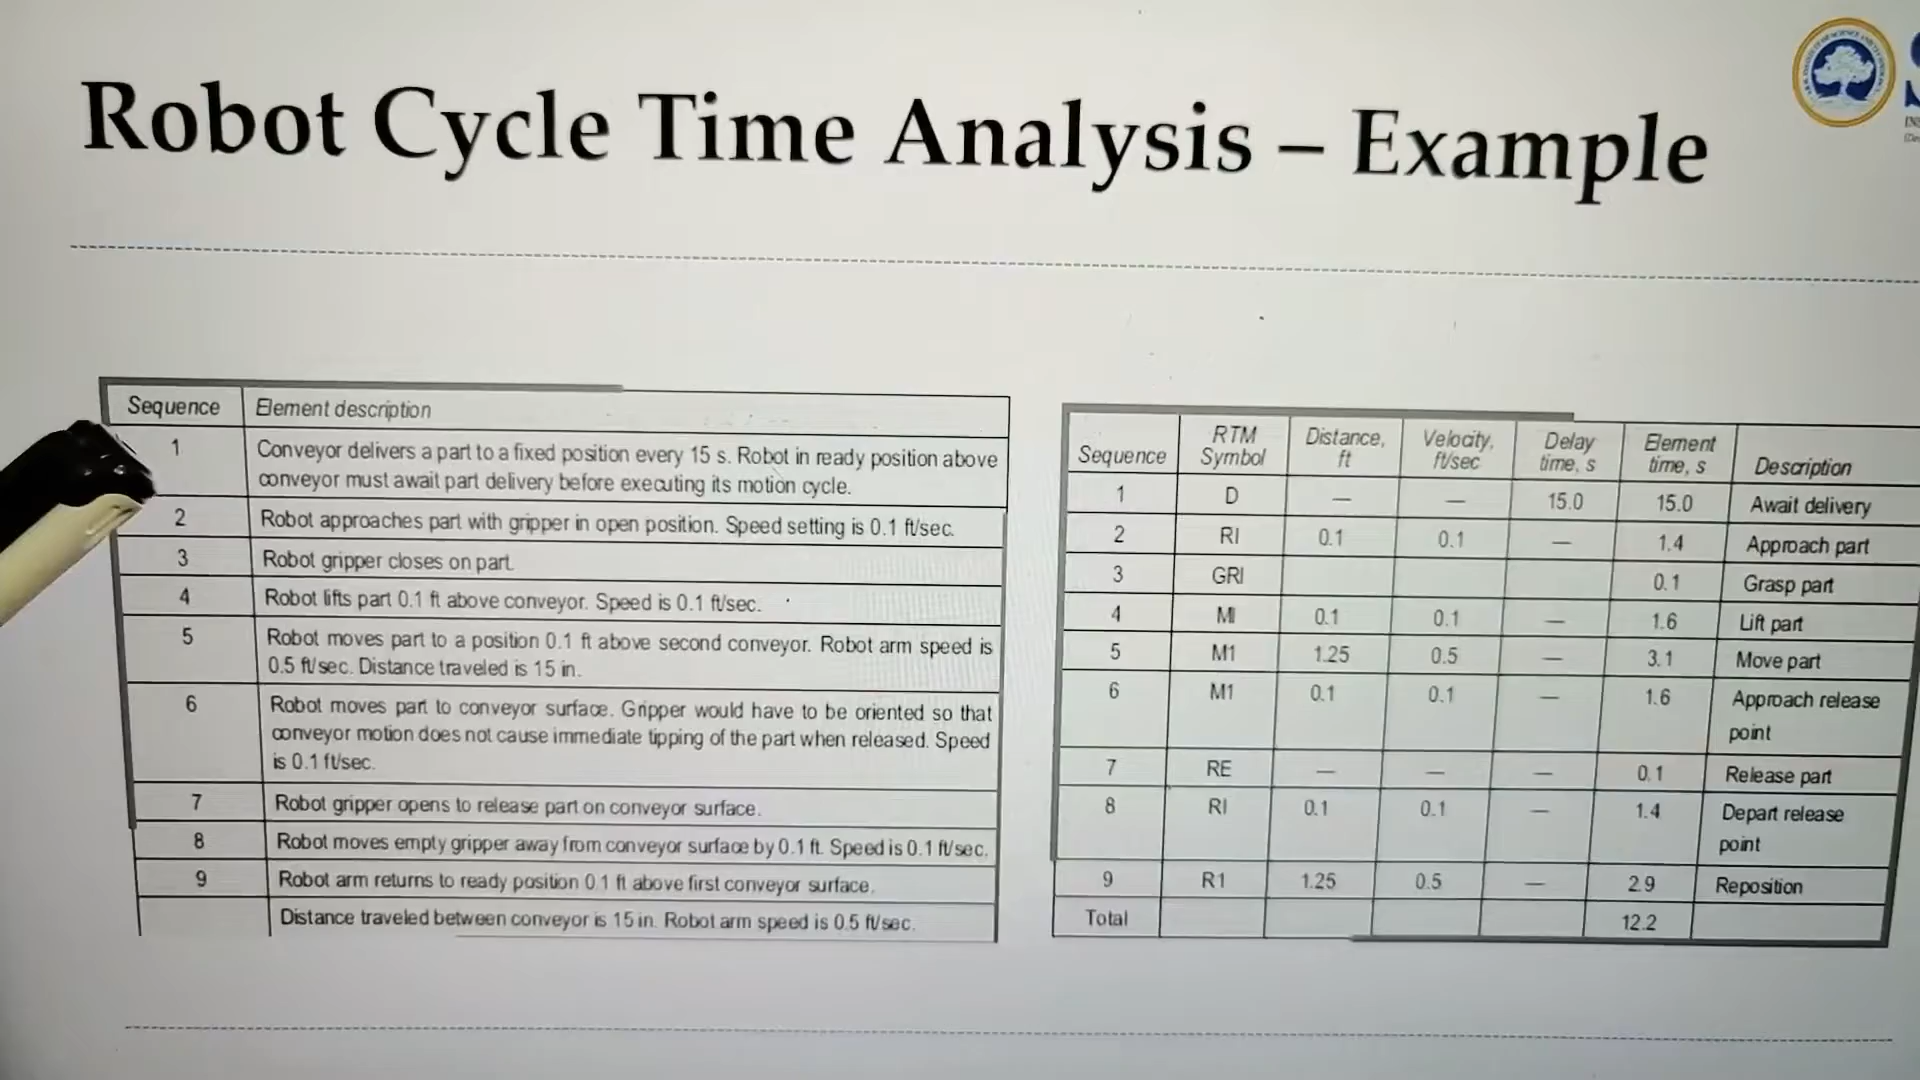 Robot Cycle Time Analysis – Example
Sequence Element description
1 Conveyor delivers a part to a fixed position every 15 s. Robot in ready position above
conveyor must await part delivery before executing its motion cycle.
2 Robot approaches part with gripper in open position. Speed setting is 0.1 ft/sec.
3 Robot gripper closes on part.
4 Robot lifts part 0.1 ft above conveyor. Speed is 0.1 ft/sec.
5 Robot moves part to a position 0.1 ft above second conveyor. Robot arm speed is
0.5 ft/sec. Distance traveled is 15 in.
6 Robot moves part to conveyor surface. Gripper would have to be oriented so that
conveyor motion does not cause immediate tipping of the part when released. Speed
is 0.1 ft/sec.
7 Robot gripper opens to release part on conveyor surface.
8 Robot moves empty gripper away from conveyor surface by 0.1 ft. Speed is 0.1 ft/sec.
9 Robot arm returns to ready position 0.1 ft above first conveyor surface.
Distance traveled between conveyor is 15 in. Robot arm speed is 0.5 ft/sec.
Sequence RTM Symbol Distance, ft Velocity, ft/sec Delay time, s Element time, s Description
1 D — — 15.0 15.0 Await delivery
2 RI 0.1 0.1 — 1.4 Approach part
3 GRI 0.1 Grasp part
4 MI 0.1 0.1 — 1.6 Lift part
5 M1 1.25 0.5 — 3.1 Move part
6 M1 0.1 0.1 — 1.6 Approach release
point
7 RE — — — 0.1 Release part
8 RI 0.1 0.1 — 1.4 Depart release
point
9 R1 1.25 0.5 — 2.9 Reposition
Total 12.2